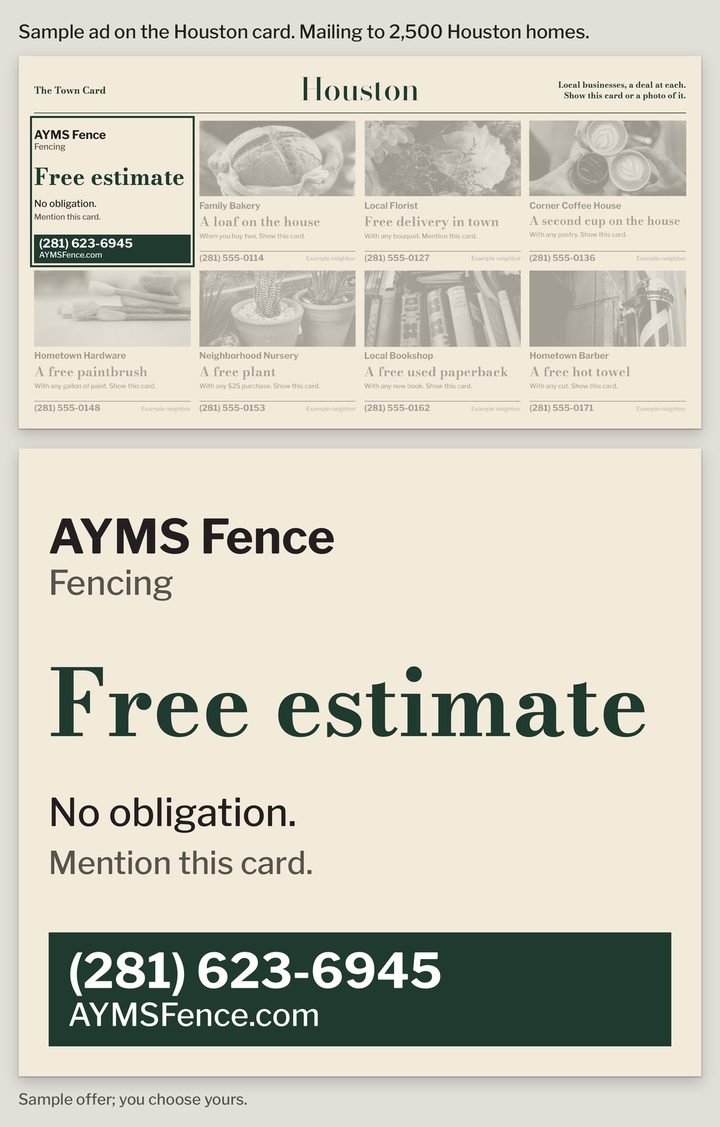 Sample ad on the Houston card. Mailing to 2,500 Houston homes.
The Town Card
Houston
Local businesses, a deal at each.
Show this card or a photo of it.
AYMS Fence
Fencing
Free estimate
No obligation.
Mention this card.
(281) 623-6945
AYMSFence.com
Family Bakery
A loaf on the house
When you buy two. Show this card.
(281) 555-0114
Example neighbor
Local Florist
Free delivery in town
With any bouquet. Mention this card.
(281) 555-0127
Example neighbor
Corner Coffee House
A second cup on the house
With any pastry. Show this card.
(281) 555-0136
Example neighbor
Hometown Hardware
A free paintbrush
With any gallon of paint. Show this card.
(281) 555-0148
Example neighbor
Neighborhood Nursery
A free plant
With any $25 purchase. Show this card.
(281) 555-0153
Example neighbor
Local Bookshop
A free used paperback
With any new book. Show this card.
(281) 555-0162
Example neighbor
Hometown Barber
A free hot towel
With any cut. Show this card.
(281) 555-0171
Example neighbor
AYMS Fence
Fencing
Free estimate
No obligation.
Mention this card.
(281) 623-6945
AYMSFence.com
Sample offer; you choose yours.